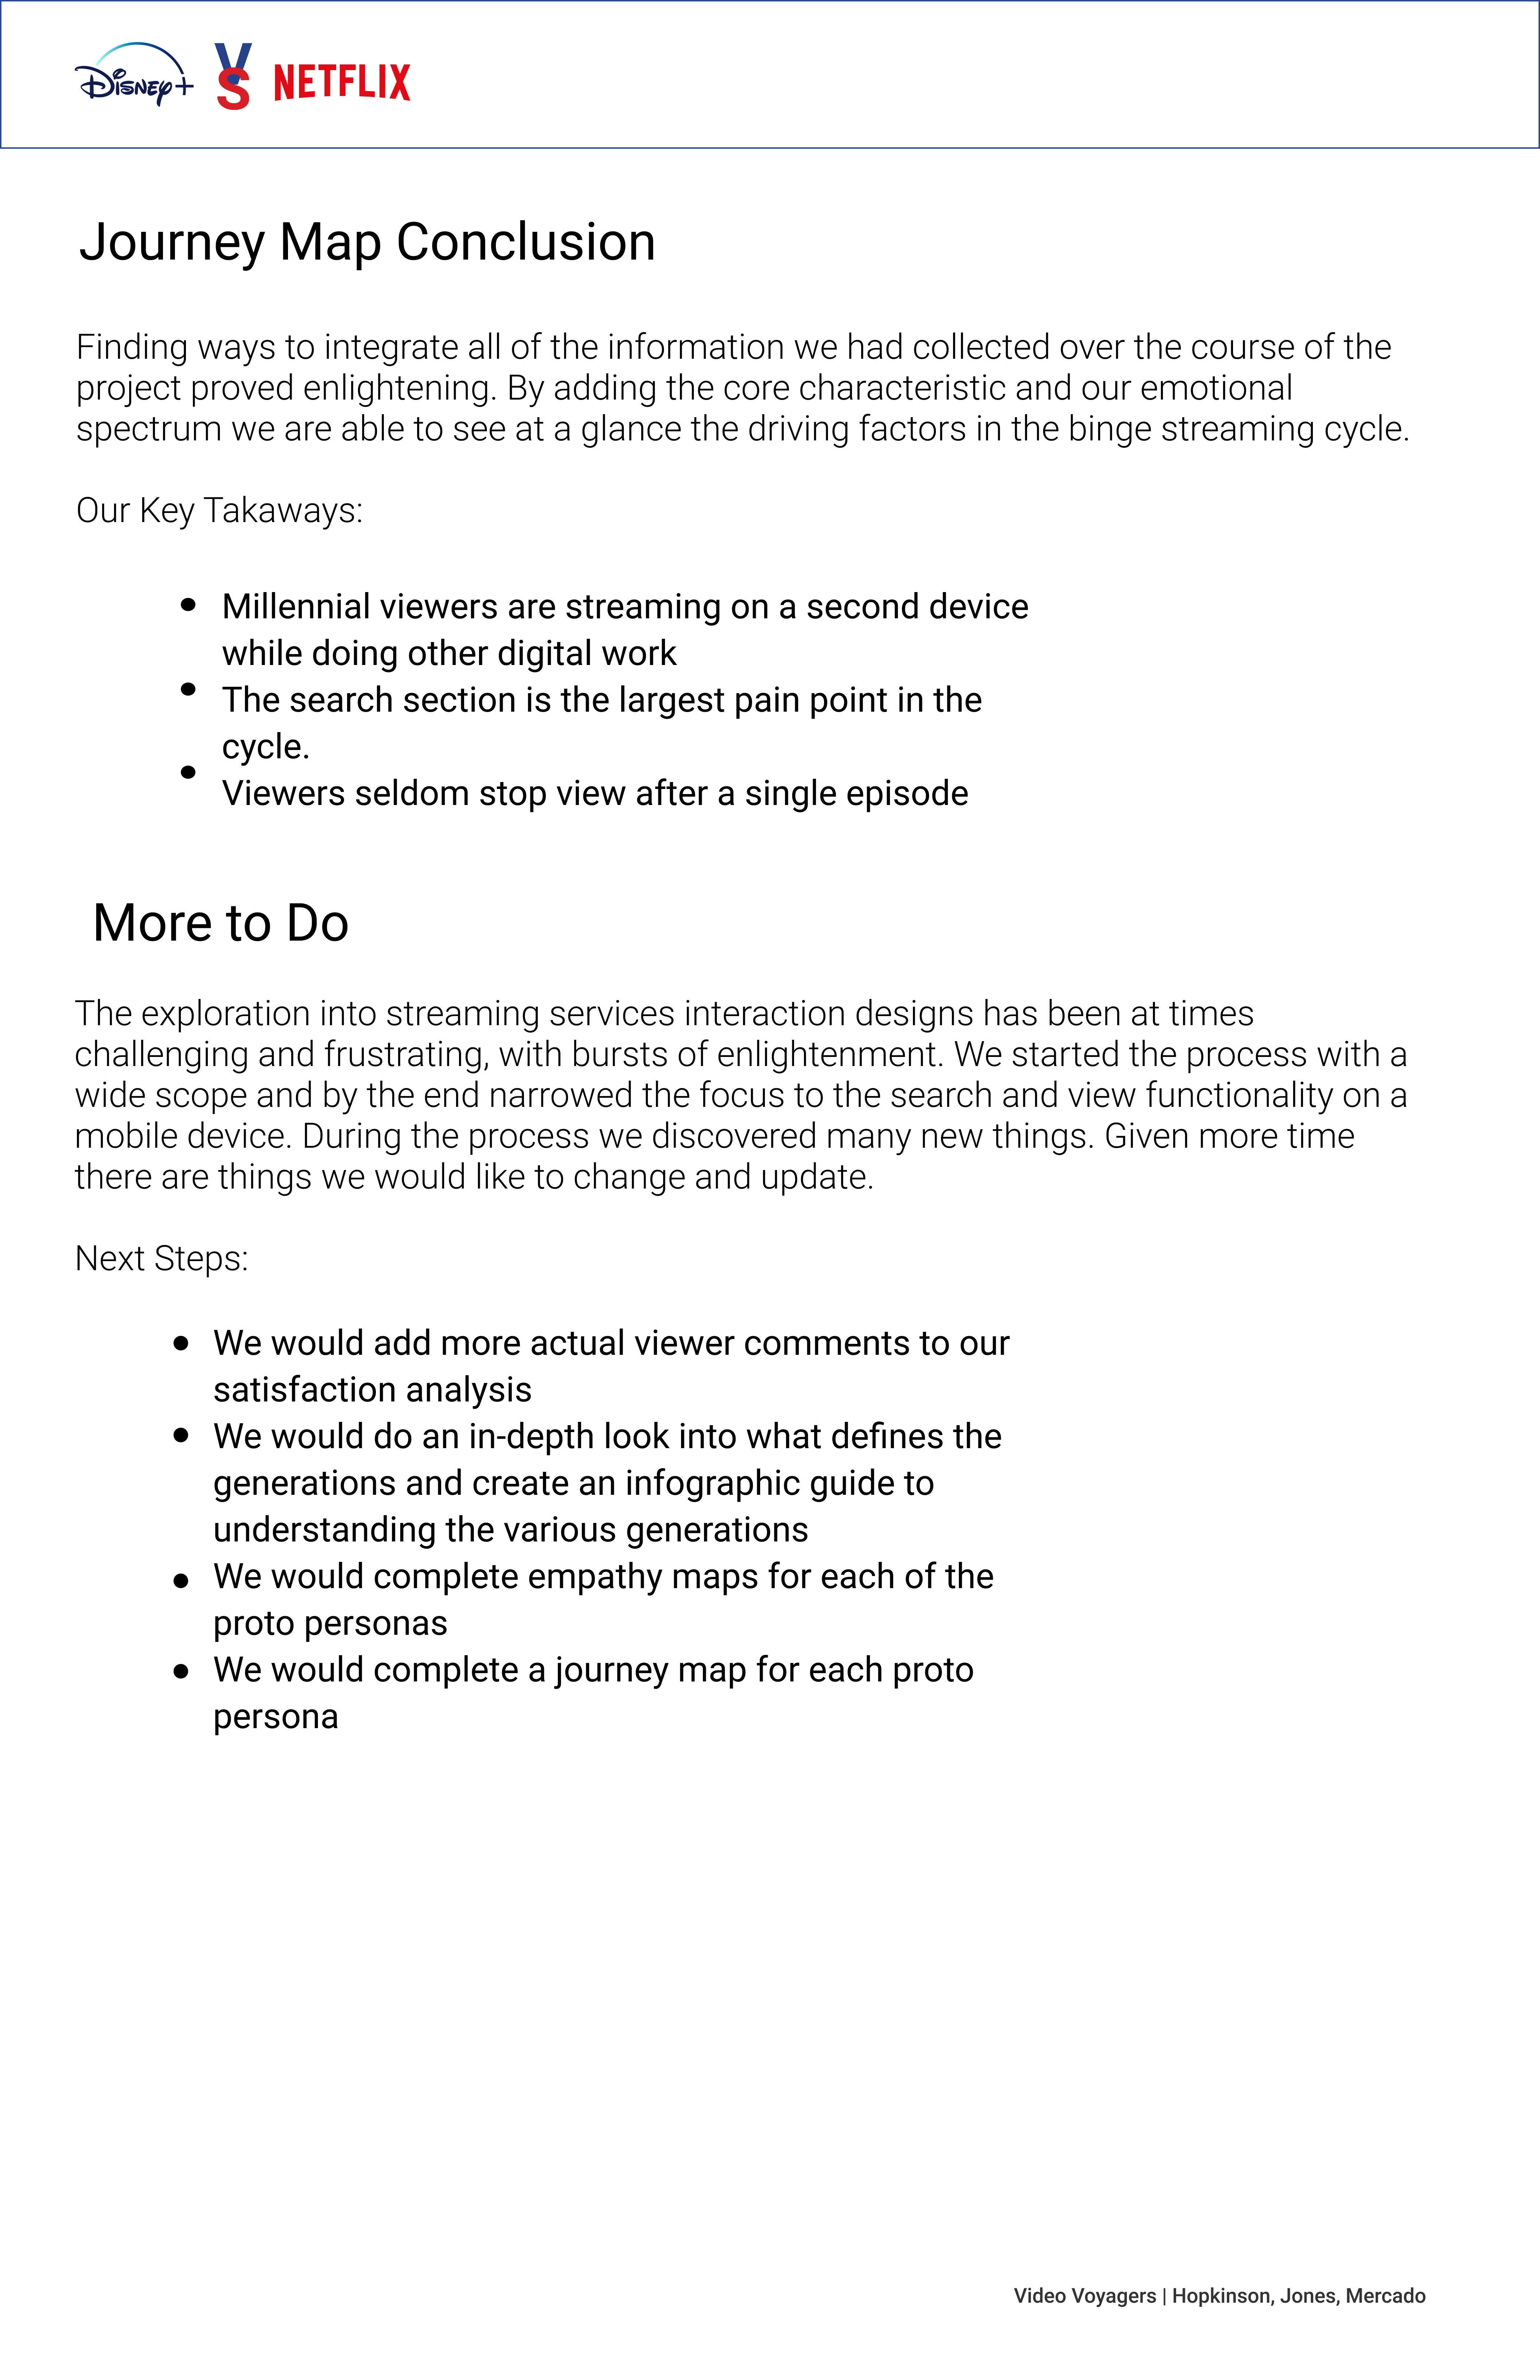 Disney+ VS NETFLIX
Journey Map Conclusion
Finding ways to integrate all of the information we had collected over the course of the
project proved enlightening. By adding the core characteristic and our emotional
spectrum we are able to see at a glance the driving factors in the binge streaming cycle.
Our Key Takaways:
• Millennial viewers are streaming on a second device
while doing other digital work
• The search section is the largest pain point in the
cycle.
• Viewers seldom stop view after a single episode
More to Do
The exploration into streaming services interaction designs has been at times
challenging and frustrating, with bursts of enlightenment. We started the process with a
wide scope and by the end narrowed the focus to the search and view functionality on a
mobile device. During the process we discovered many new things. Given more time
there are things we would like to change and update.
Next Steps:
• We would add more actual viewer comments to our
satisfaction analysis
• We would do an in-depth look into what defines the
generations and create an infographic guide to
understanding the various generations
• We would complete empathy maps for each of the
proto personas
• We would complete a journey map for each proto
persona
Video Voyagers | Hopkinson, Jones, Mercado